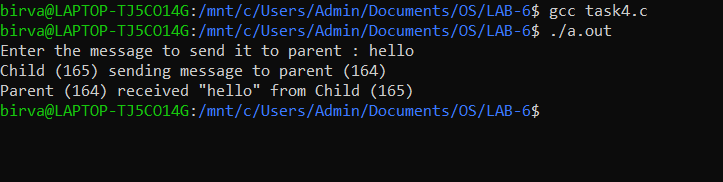 birva@LAPTOP-TJ5CO14G:/mnt/c/Users/Admin/Documents/OS/LAB-6$ gcc task4.c
birva@LAPTOP-TJ5CO14G:/mnt/c/Users/Admin/Documents/OS/LAB-6$ ./a.out
Enter the message to send it to parent : hello
Child (165) sending message to parent (164)
Parent (164) received "hello" from Child (165)
birva@LAPTOP-TJ5CO14G:/mnt/c/Users/Admin/Documents/OS/LAB-6$